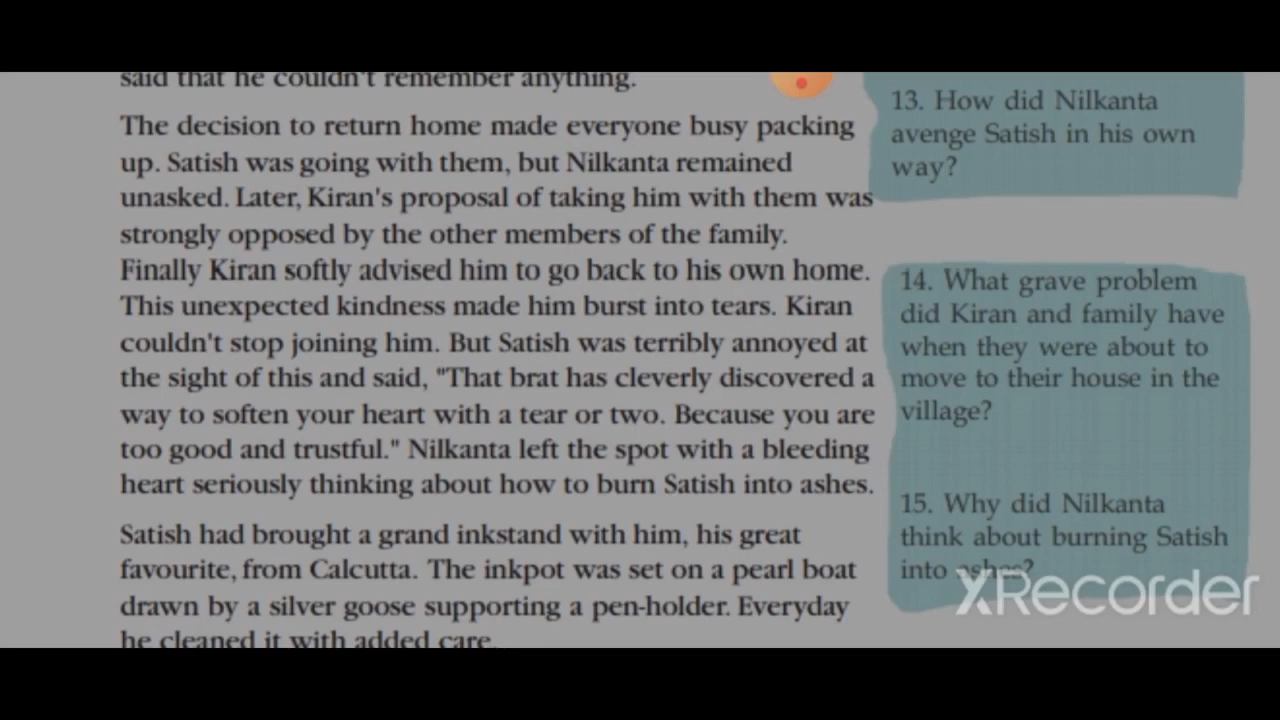 said that he couldn't remember anything.
The decision to return home made everyone busy packing
up. Satish was going with them, but Nilkanta remained
unasked. Later, Kiran's proposal of taking him with them was
strongly opposed by the other members of the family.
Finally Kiran softly advised him to go back to his own home.
This unexpected kindness made him burst into tears. Kiran
couldn't stop joining him. But Satish was terribly annoyed at
the sight of this and said, "That brat has cleverly discovered a
way to soften your heart with a tear or two. Because you are
too good and trustful." Nilkanta left the spot with a bleeding
heart seriously thinking about how to burn Satish into ashes.
Satish had brought a grand inkstand with him, his great
favourite, from Calcutta. The inkpot was set on a pearl boat
drawn by a silver goose supporting a pen-holder. Everyday
he cleaned it with added care.
13. How did Nilkanta
avenge Satish in his own
way?
14. What grave problem
did Kiran and family have
when they were about to
move to their house in the
village?
15. Why did Nilkanta
think about burning Satish
into ashes?
XRecorder